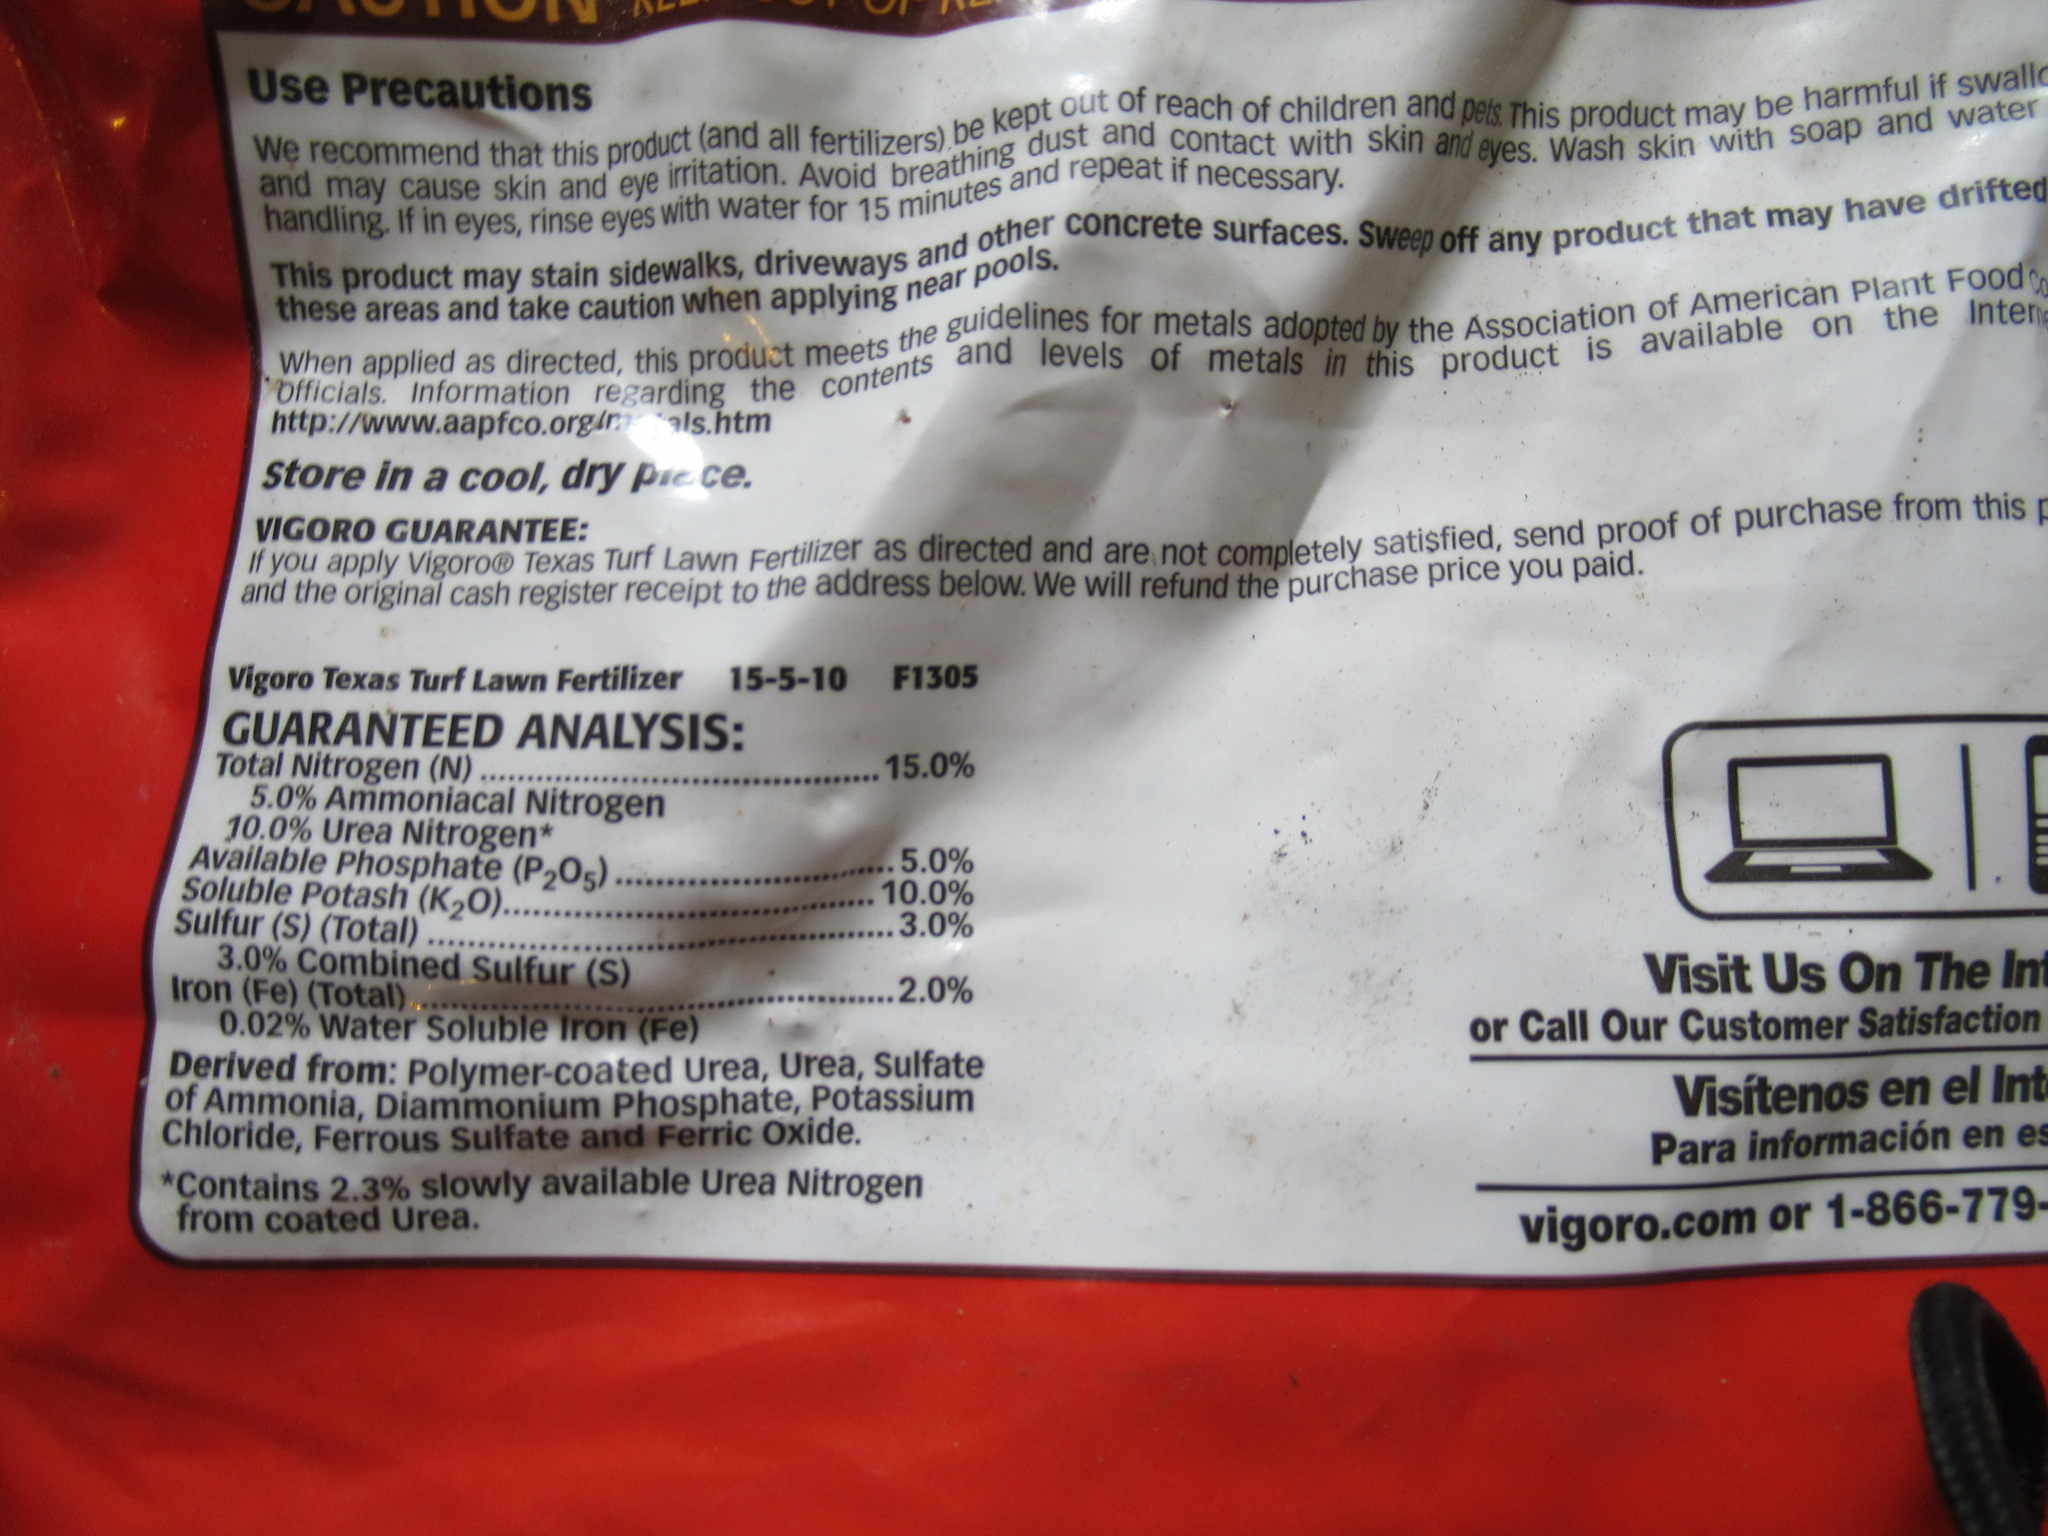 CAUTION
Use Precautions
We recommend that this product (and all fertilizers) be kept out of reach of children and pets. This product may be harmful if
and may cause skin and eye irritation. Avoid breathing dust and contact with skin and eyes. Wash skin with soap and water
handling. If in eyes, rinse eyes with water for 15 minutes and repeat if necessary.
This product may stain sidewalks, driveways and other concrete surfaces. Sweep off any product that may have drifted
these areas and take caution when applying near pools.
When applied as directed, this product meets the guidelines for metals adopted by the Association of American Plant Food
Officials. Information regarding the contents and levels of metals in this product is available on the
Store in a cool, dry place.
VIGORO GUARANTEE:
If you apply Vigoro® Texas Turf Lawn Fertilizer as directed and are not completely satisfied, send proof of purchase from this
and the original cash register receipt to the address below. We will refund the purchase price you paid.
Vigoro Texas Turf Lawn Fertilizer 15-5-10 F1305
GUARANTEED ANALYSIS:
Total Nitrogen (N) ........................................ 15.0%
5.0% Ammoniacal Nitrogen
10.0% Urea Nitrogen*
Available Phosphate (P₂O₅) ............................ 5.0%
Soluble Potash (K₂O)..................................... 10.0%
Sulfur (S) (Total) ............................................ 3.0%
3.0% Combined Sulfur (S)
Iron (Fe) (Total) ............................................. 2.0%
0.02% Water Soluble Iron (Fe)
Derived from: Polymer-coated Urea, Urea, Sulfate
of Ammonia, Diammonium Phosphate, Potassium
Chloride, Ferrous Sulfate and Ferric Oxide.
*Contains 2.3% slowly available Urea Nitrogen
from coated Urea.
Visit Us On The
or Call Our Customer Satisfaction
Visítenos en el
Para información en
vigoro.com or 1-866-779-